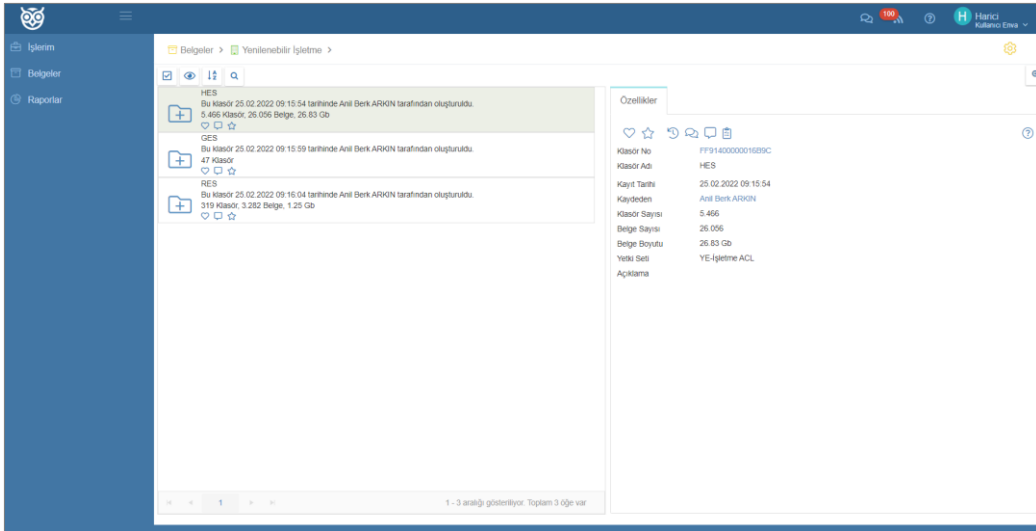 100
H Harici
Kullanıcı Enva
İşlerim
Belgeler
Raporlar
Belgeler > Yenilenebilir İşletme >
HES
Bu klasör 25.02.2022 09:15:54 tarihinde Anil Berk ARKIN tarafından oluşturuldu.
5.466 Klasör, 26.056 Belge, 26.83 Gb
GES
Bu klasör 25.02.2022 09:15:59 tarihinde Anil Berk ARKIN tarafından oluşturuldu.
47 Klasör
RES
Bu klasör 25.02.2022 09:16:04 tarihinde Anil Berk ARKIN tarafından oluşturuldu.
319 Klasör, 3.282 Belge, 1.25 Gb
1
1 - 3 aralığı gösteriliyor. Toplam 3 öğe var
Özellikler
Klasör No FF91400000016B9C
Klasör Adı HES
Kayıt Tarihi 25.02.2022 09:15:54
Kaydeden Anil Berk ARKIN
Klasör Sayısı 5.466
Belge Sayısı 26.056
Belge Boyutu 26.83 Gb
Yetki Seti YE-İşletme ACL
Açıklama